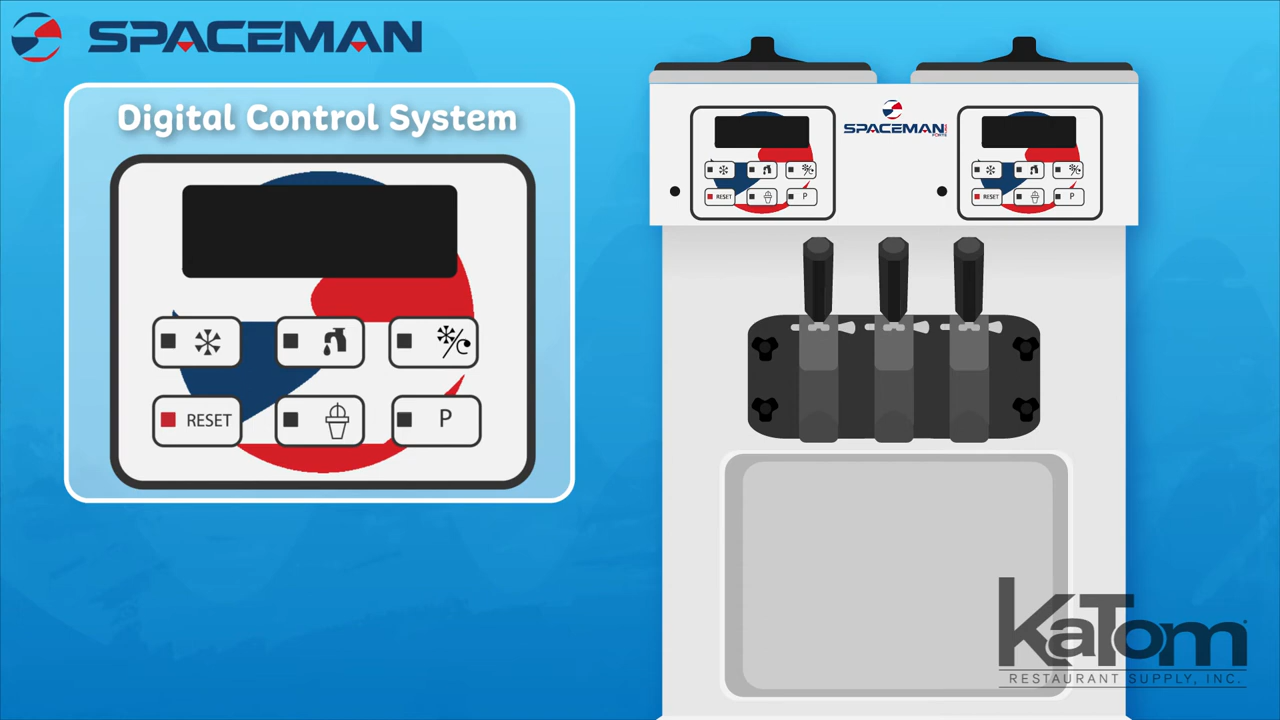 SPACEMAN
Digital Control System
RESET
P
SPACEMAN
RESET
P
RESET
P
KaTom
RESTAURANT SUPPLY, INC.